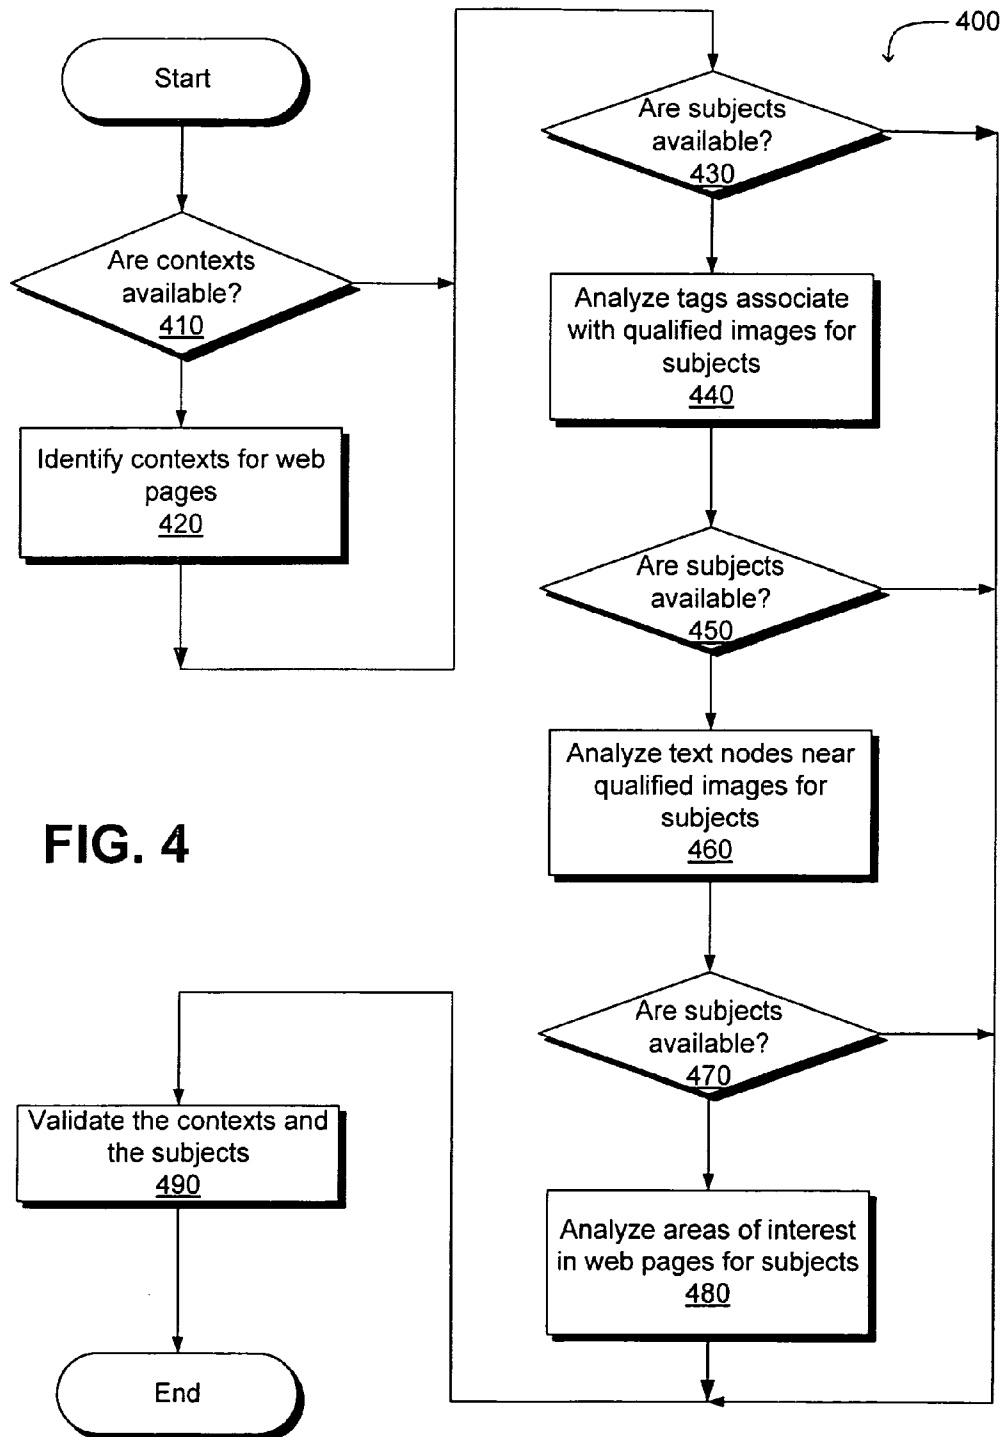 400
Start
Are contexts
available?
410
Identify contexts for web
pages
420
Are subjects
available?
430
Analyze tags associate
with qualified images for
subjects
440
Are subjects
available?
450
Analyze text nodes near
qualified images for
subjects
460
Are subjects
available?
470
Analyze areas of interest
in web pages for subjects
480
Validate the contexts and
the subjects
490
End
FIG. 4